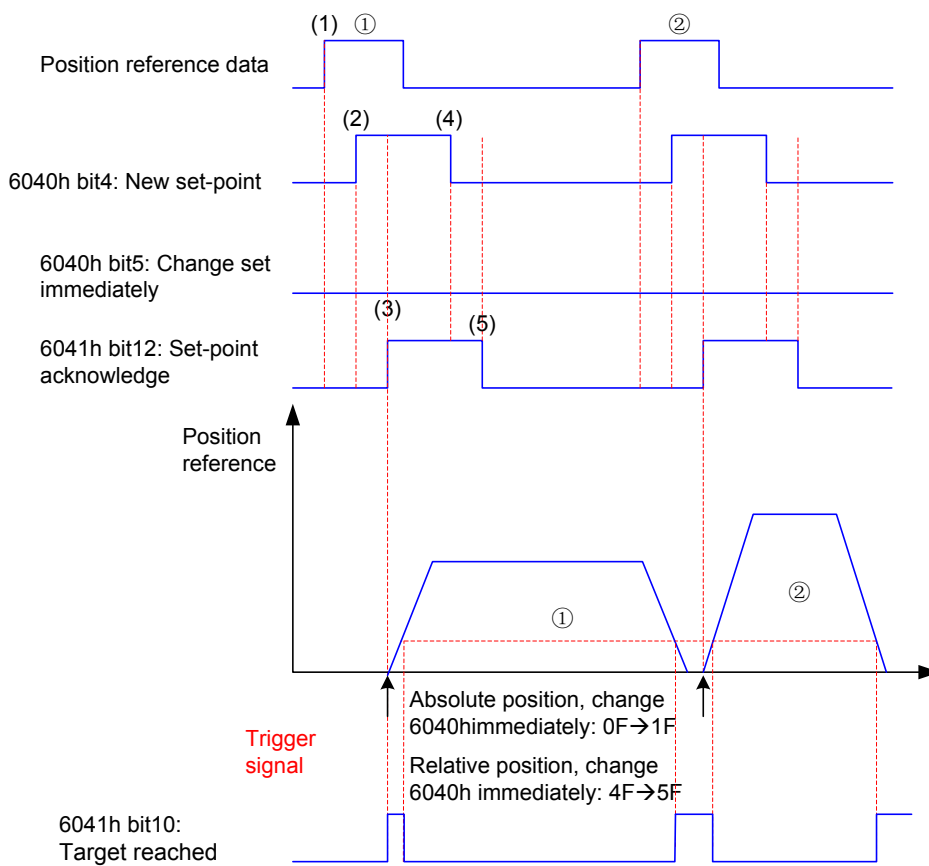 (1) ①
②
Position reference data
(2) (4)
6040h bit4: New set-point
6040h bit5: Change set
immediately
(3)
(5)
6041h bit12: Set-point
acknowledge
Position
reference
①
②
Absolute position, change
6040himmediately: 0F→1F
Trigger
signal
Relative position, change
6040h immediately: 4F→5F
6041h bit10:
Target reached